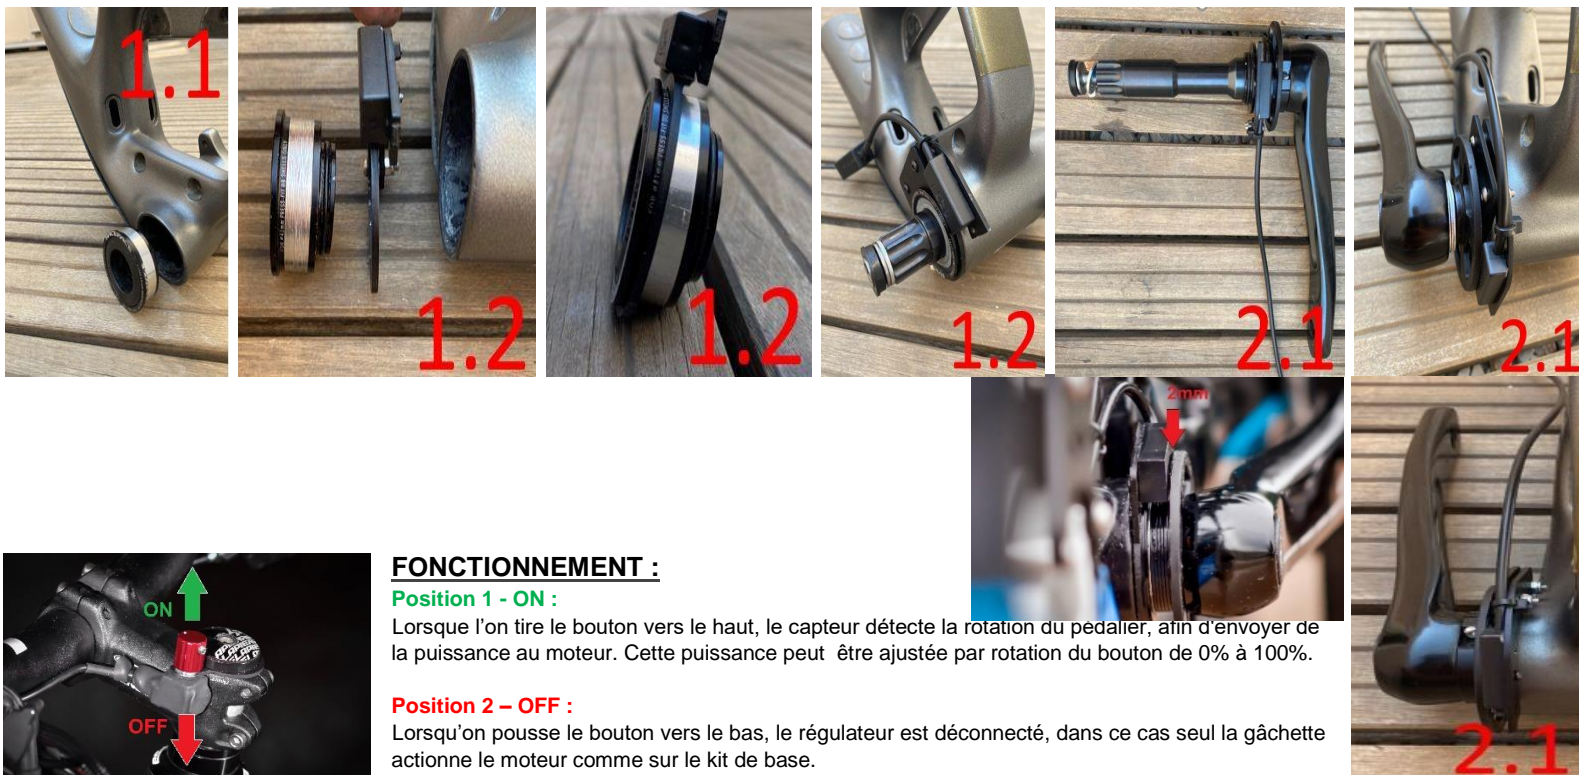 1.1
1.2
1.2
1.2
2.1
2.1
2mm
2.1
ON
OFF
FONCTIONNEMENT :
Position 1 - ON :
Lorsque l’on tire le bouton vers le haut, le capteur détecte la rotation du pédalier, afin d'envoyer de
la puissance au moteur. Cette puissance peut être ajustée par rotation du bouton de 0% à 100%.
Position 2 – OFF :
Lorsqu’on pousse le bouton vers le bas, le régulateur est déconnecté, dans ce cas seul la gâchette
actionne le moteur comme sur le kit de base.